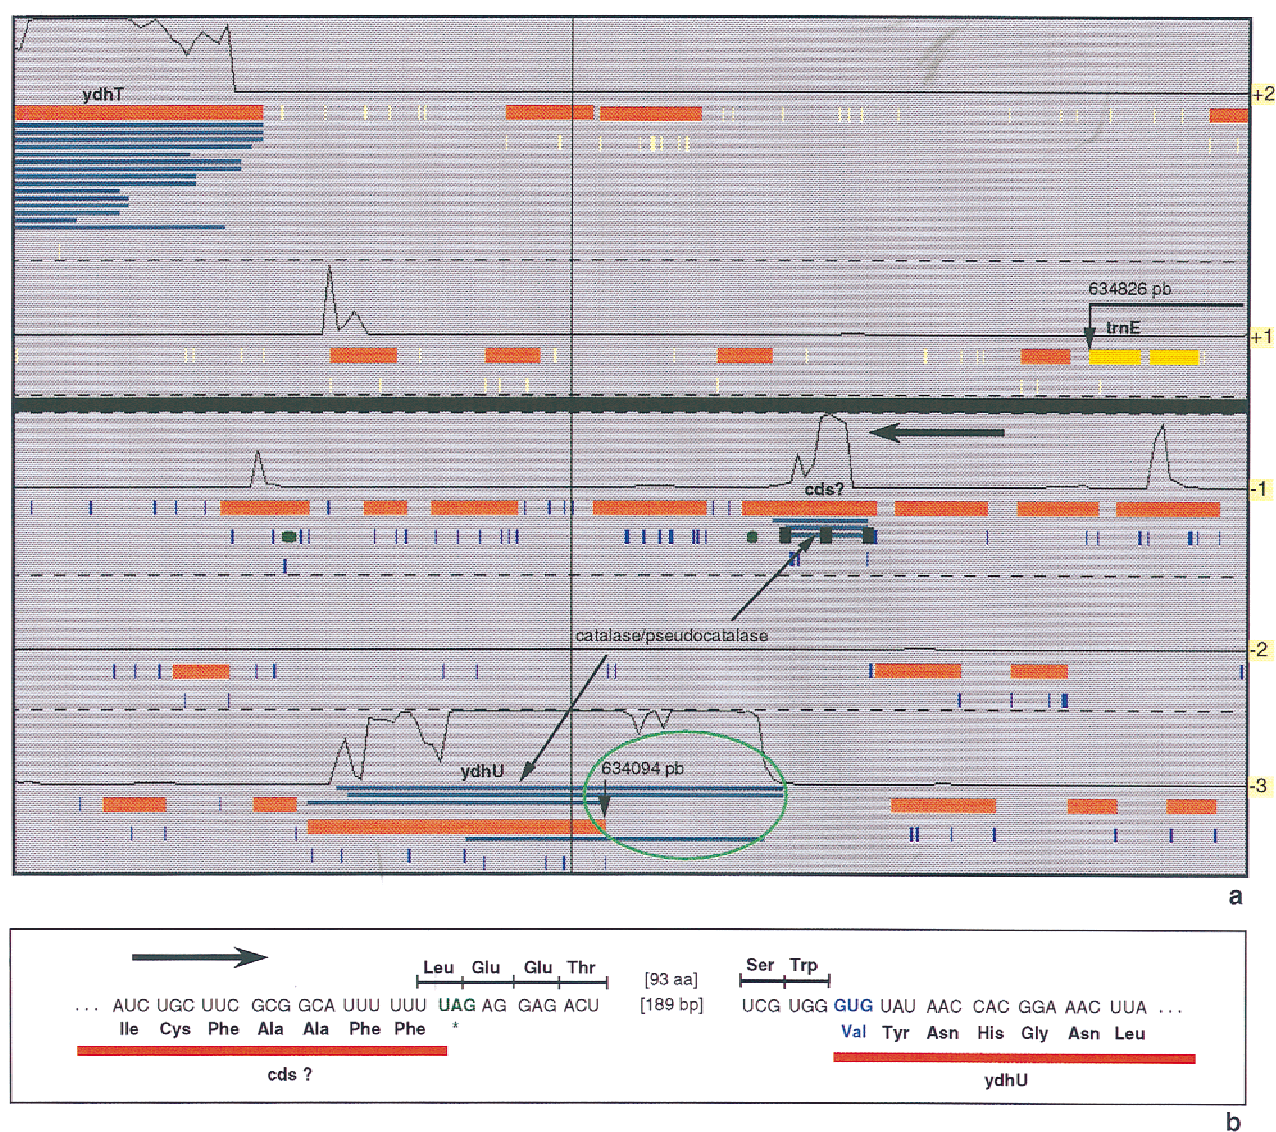 ydhT
+2
634826 pb
trnE
+1
-1
cds?
catalase/pseudocatalase
-2
ydhU
634094 pb
-3
a
Leu Glu Glu Thr [93 aa] Ser Trp
... AUC UGC UUC GCG GCA UUU UUU UAG AG GAG ACU [189 bp] UCG UGG GUG UAU AAC CAC GGA AAC UUA ...
Ile Cys Phe Ala Ala Phe Phe * Val Tyr Asn His Gly Asn Leu
cds ? ydhU
b